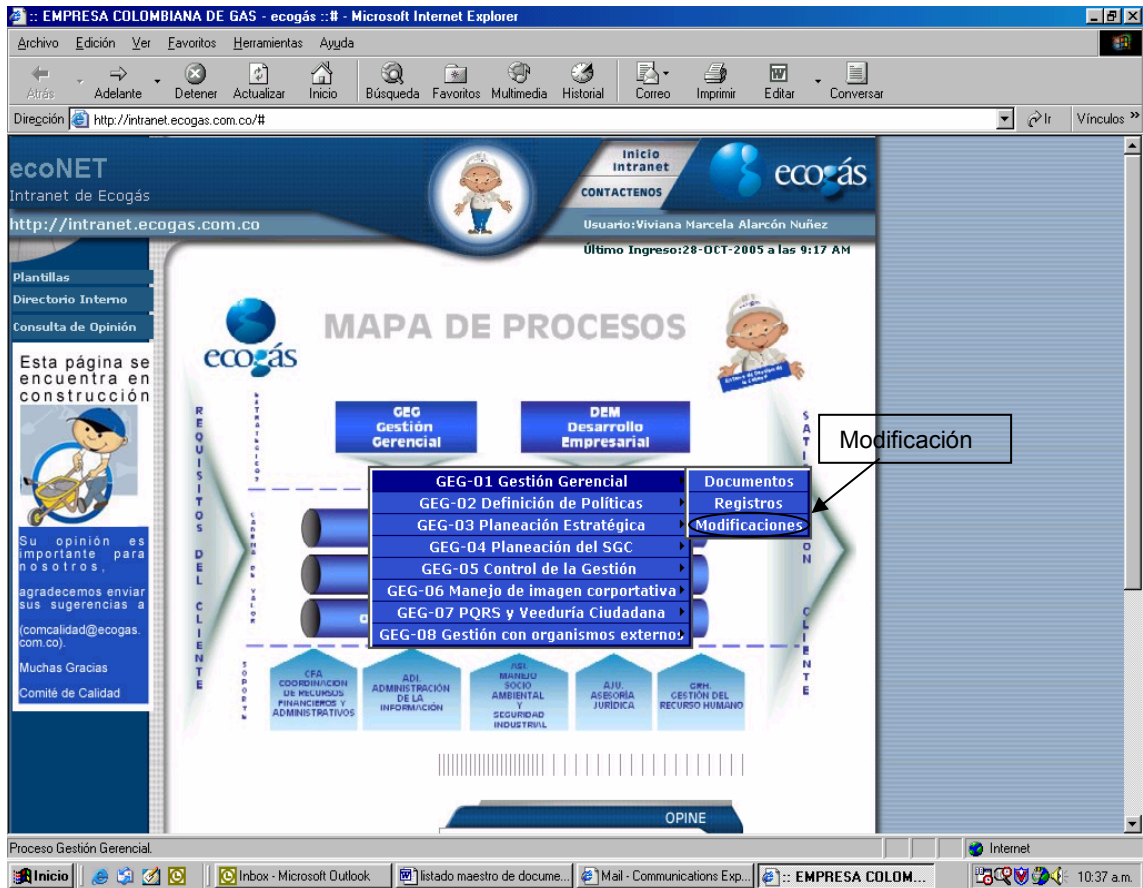 :: EMPRESA COLOMBIANA DE GAS - ecogás ::# - Microsoft Internet Explorer
Archivo Edición Ver Favoritos Herramientas Ayuda
Atrás Adelante Detener Actualizar Inicio Búsqueda Favoritos Multimedia Historial Correo Imprimir Editar Conversar
Dirección http://intranet.ecogas.com.co/# Ir Vínculos »
ecoNET
Intranet de Ecogás
http://intranet.ecogas.com.co
Inicio
Intranet
CONTACTENOS
ecogás
Usuario:Viviana Marcela Alarcón Nuñez
Último Ingreso:28-OCT-2005 a las 9:17 AM
Plantillas
Directorio Interno
Consulta de Opinión
Esta página se
encuentra en
construcción
Su opinión es
importante para
nosotros,
agradecemos enviar
sus sugerencias a
(comcalidad@ecogas.
com.co).
Muchas Gracias
Comité de Calidad
ecogás
MAPA DE PROCESOS
REQUISITOS DEL CLIENTE
CADENA DE VALOR
GEG
Gestión
Gerencial
DEM
Desarrollo
Empresarial
Modificación
GEG-01 Gestión Gerencial
GEG-02 Definición de Políticas
GEG-03 Planeación Estratégica
GEG-04 Planeación del SGC
GEG-05 Control de la Gestión
GEG-06 Manejo de imagen corportativa
GEG-07 PQRS y Veeduría Ciudadana
GEG-08 Gestión con organismos externos
Documentos
Registros
Modificaciones
CLIENTE
CFA.
COORDINACION
DE RECURSOS
FINANCIEROS Y
ADMINISTRATIVOS
ADI.
ADMINISTRACIÓN
DE LA
INFORMACIÓN
ASI.
MANEJO
SOCIO
AMBIENTAL
Y
SEGURIDAD
INDUSTRIAL
AJU.
ASESORÍA
JURÍDICA
GRH.
GESTIÓN DEL
RECURSO HUMANO
OPINE
Proceso Gestión Gerencial.
Internet
Inicio
Inbox - Microsoft Outlook
listado maestro de docume...
Mail - Communications Exp...
:: EMPRESA COLOM...
10:37 a.m.